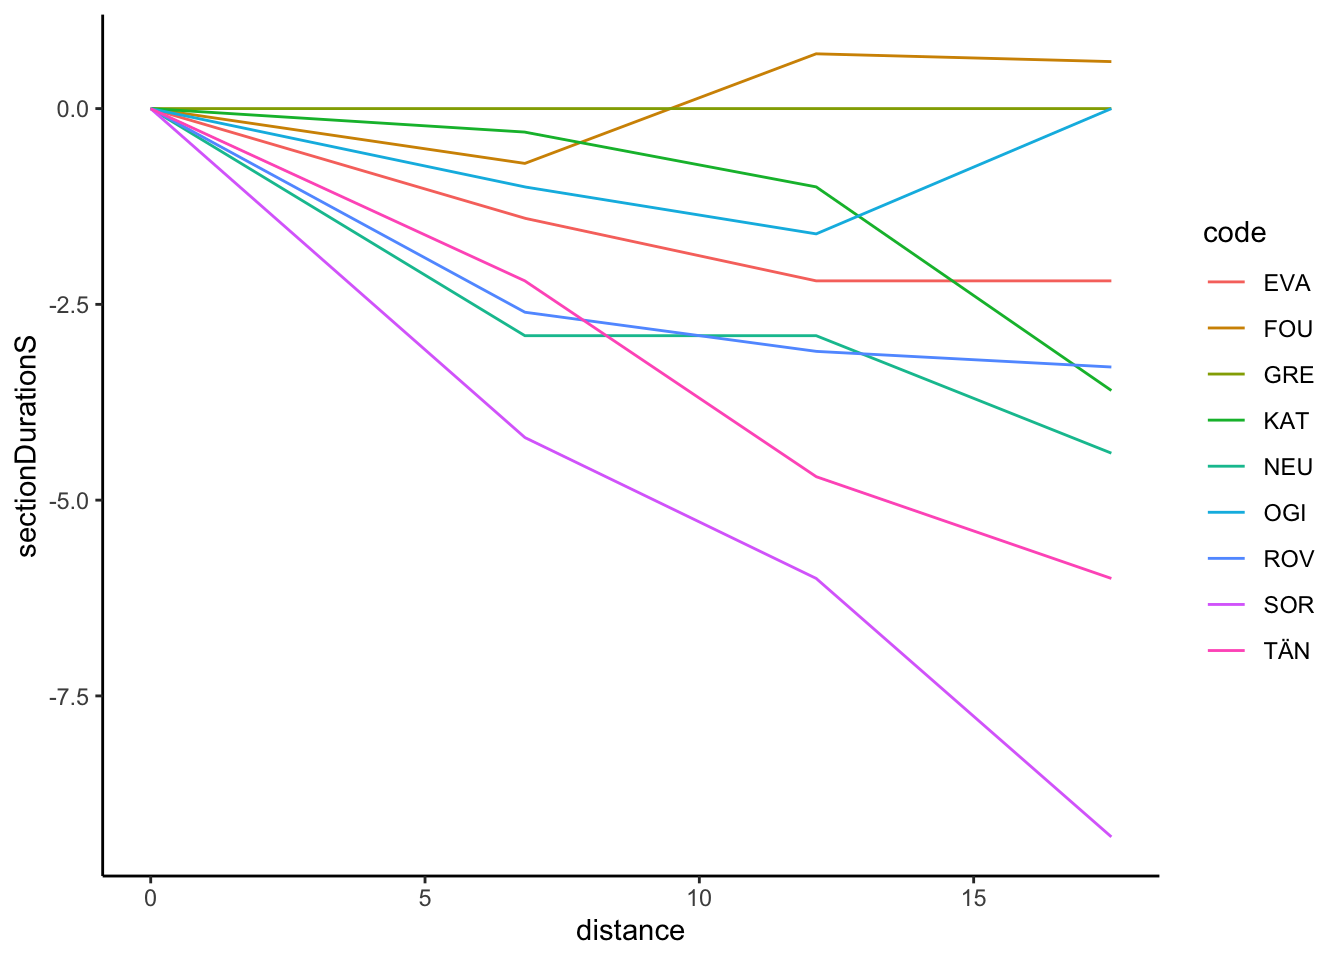 0.0
-2.5
-5.0
-7.5
sectionDurationS
0 5 10 15
distance
code
EVA
FOU
GRE
KAT
NEU
OGI
ROV
SOR
TÄN